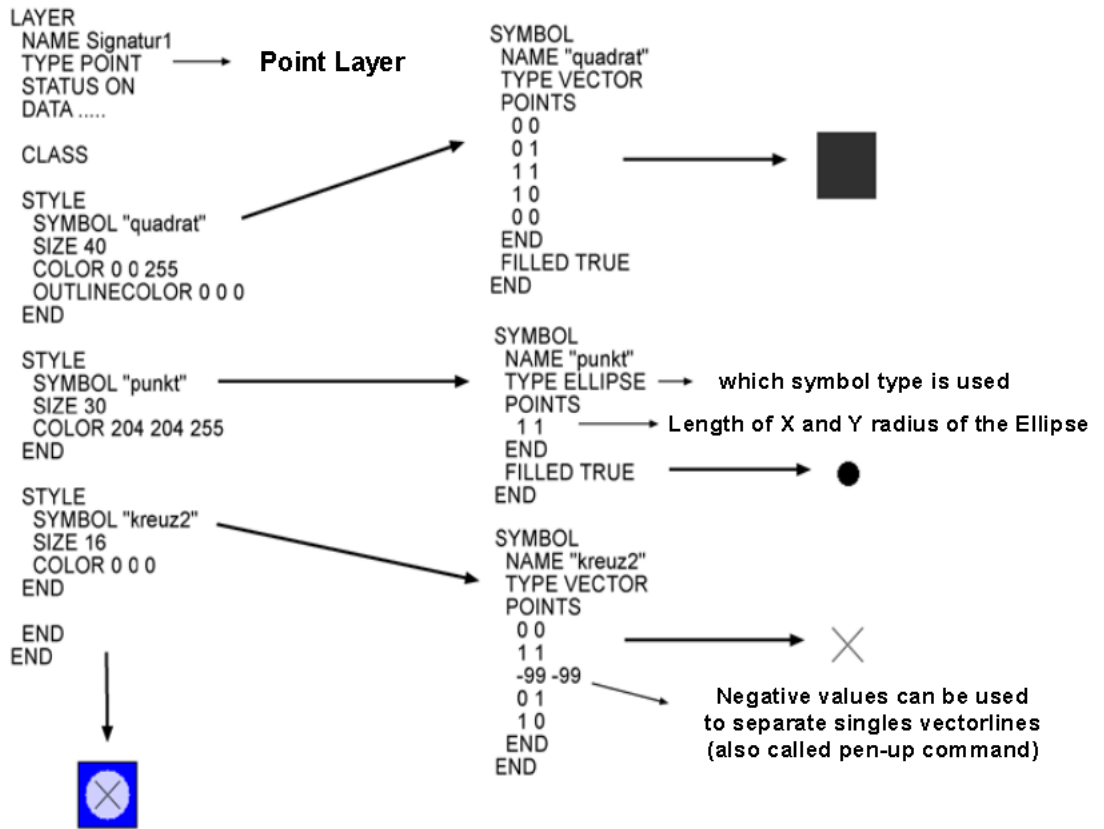 LAYER
NAME Signatur1
TYPE POINT
STATUS ON
DATA .....
CLASS
STYLE
SYMBOL "quadrat"
SIZE 40
COLOR 0 0 255
OUTLINECOLOR 0 0 0
END
STYLE
SYMBOL "punkt"
SIZE 30
COLOR 204 204 255
END
STYLE
SYMBOL "kreuz2"
SIZE 16
COLOR 0 0 0
END
END
END
Point Layer
SYMBOL
NAME "quadrat"
TYPE VECTOR
POINTS
0 0
0 1
1 1
1 0
0 0
END
FILLED TRUE
END
SYMBOL
NAME "punkt"
TYPE ELLIPSE
POINTS
1 1
END
FILLED TRUE
END
which symbol type is used
Length of X and Y radius of the Ellipse
SYMBOL
NAME "kreuz2"
TYPE VECTOR
POINTS
0 0
1 1
-99 -99
0 1
1 0
END
END
Negative values can be used
to separate singles vectorlines
(also called pen-up command)